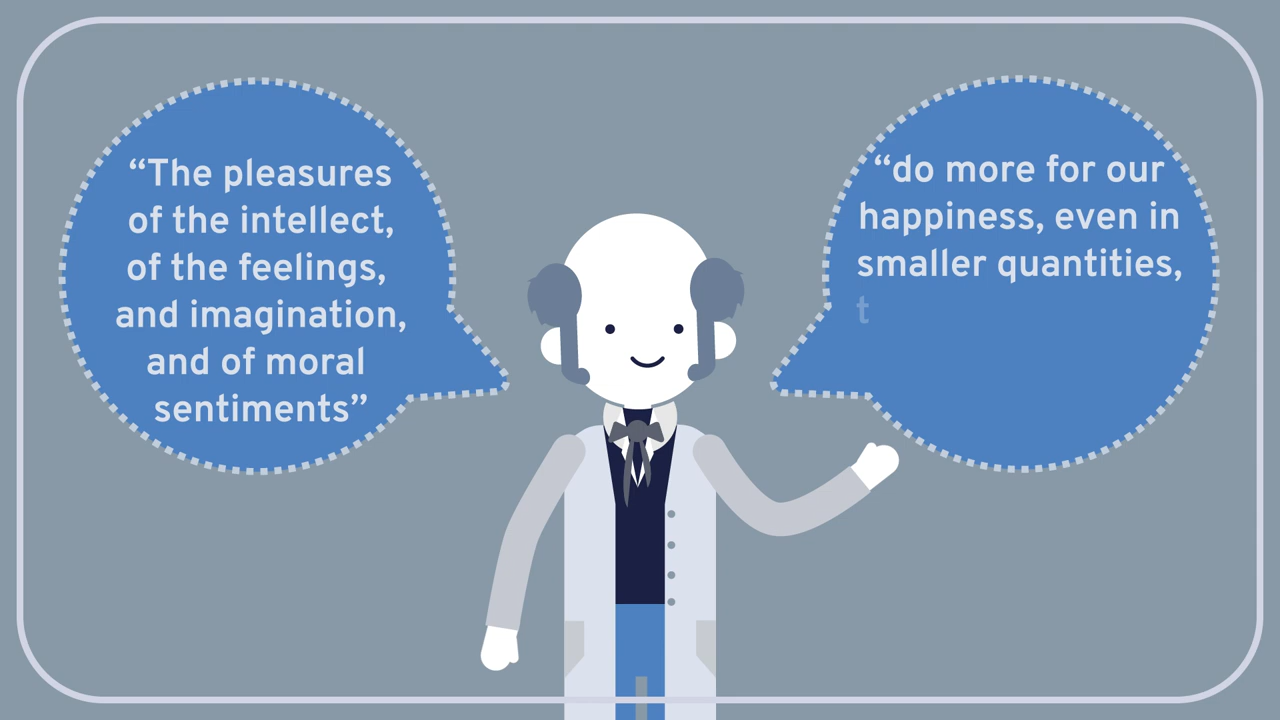 “The pleasures
of the intellect,
of the feelings,
and imagination,
and of moral
sentiments”
“do more for our
happiness, even in
smaller quantities,
t